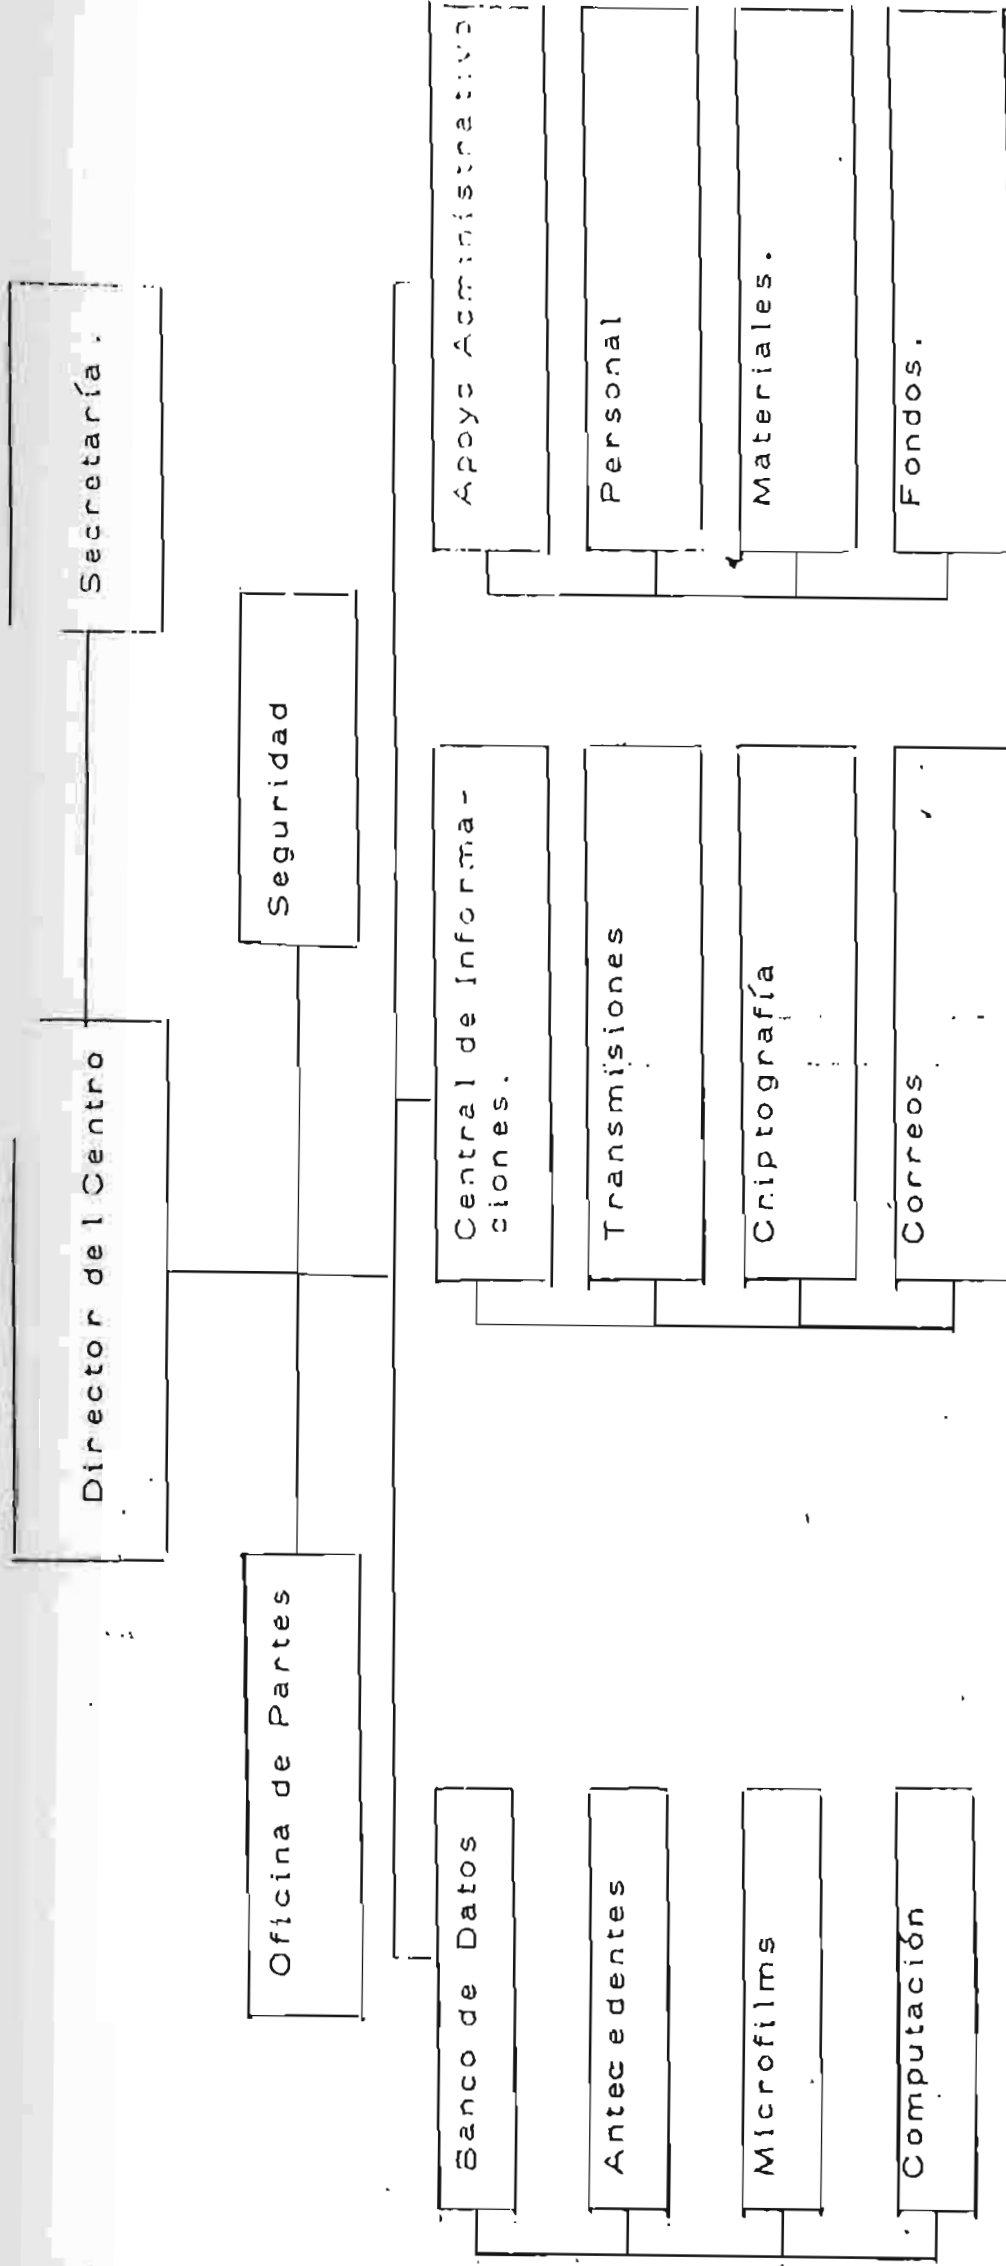 Director del Centro
Secretaría.
Oficina de Partes
Seguridad
Banco de Datos
Antecedentes
Microfilms
Computación
Central de Informa-
ciones.
Transmisiones
Criptografía
Correos
Apoyo Administrativo
Personal
Materiales.
Fondos.